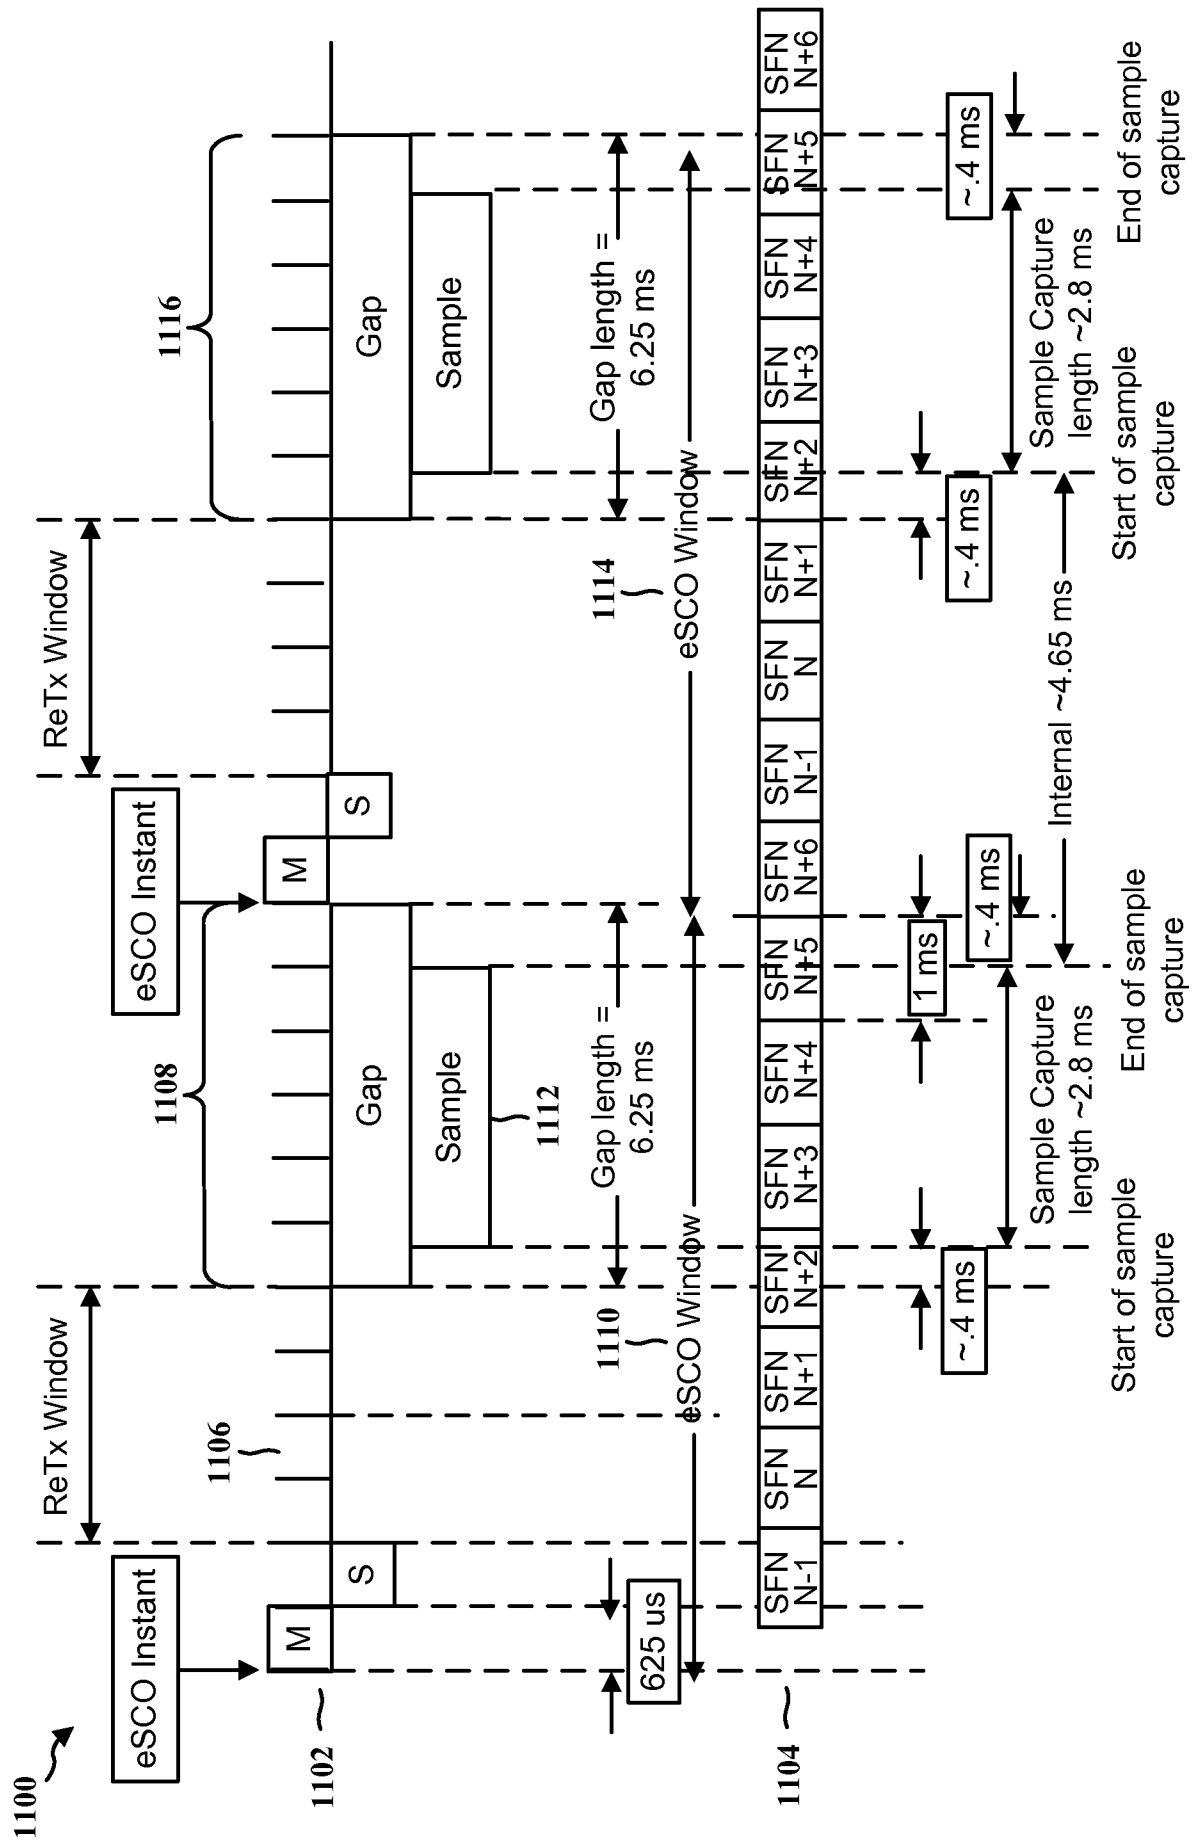 1100
eSCO Instant
ReTx Window
eSCO Instant
ReTx Window
1106
1108
1116
1102
M
S
Gap
M
S
Gap
Sample
1112
Sample
625 us
Gap length =
6.25 ms
Gap length =
6.25 ms
1110
eSCO Window
1114
eSCO Window
1104
SFN
N-1
SFN
N
SFN
N+1
SFN
N+2
SFN
N+3
SFN
N+4
SFN
N+5
SFN
N+6
SFN
N-1
SFN
N
SFN
N+1
SFN
N+2
SFN
N+3
SFN
N+4
SFN
N+5
SFN
N+6
~.4 ms
1 ms
~.4 ms
~.4 ms
~.4 ms
Sample Capture
length ~2.8 ms
Internal ~4.65 ms
Sample Capture
length ~2.8 ms
Start of sample
capture
End of sample
capture
Start of sample
capture
End of sample
capture